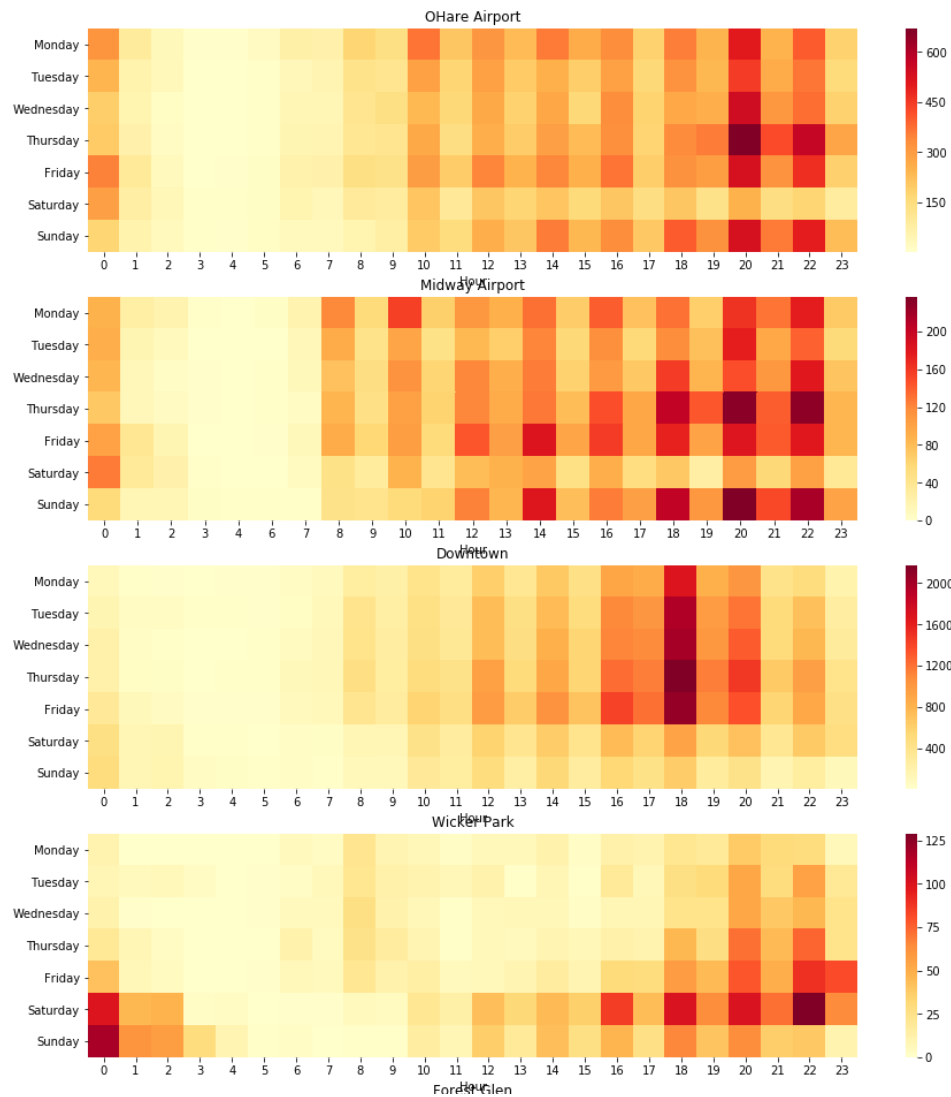 OHare Airport
Monday
Tuesday
Wednesday
Thursday
Friday
Saturday
Sunday
0 1 2 3 4 5 6 7 8 9 10 11 12 13 14 15 16 17 18 19 20 21 22 23
Hour
600
450
300
150
Midway Airport
Monday
Tuesday
Wednesday
Thursday
Friday
Saturday
Sunday
0 1 2 3 4 5 6 7 8 9 10 11 12 13 14 15 16 17 18 19 20 21 22 23
Hour
240
200
160
120
80
40
0
Downtown
Monday
Tuesday
Wednesday
Thursday
Friday
Saturday
Sunday
0 1 2 3 4 5 6 7 8 9 10 11 12 13 14 15 16 17 18 19 20 21 22 23
Hour
2000
1600
1200
800
400
Wicker Park
Monday
Tuesday
Wednesday
Thursday
Friday
Saturday
Sunday
0 1 2 3 4 5 6 7 8 9 10 11 12 13 14 15 16 17 18 19 20 21 22 23
Hour
125
100
75
50
25
0
Forest Glen